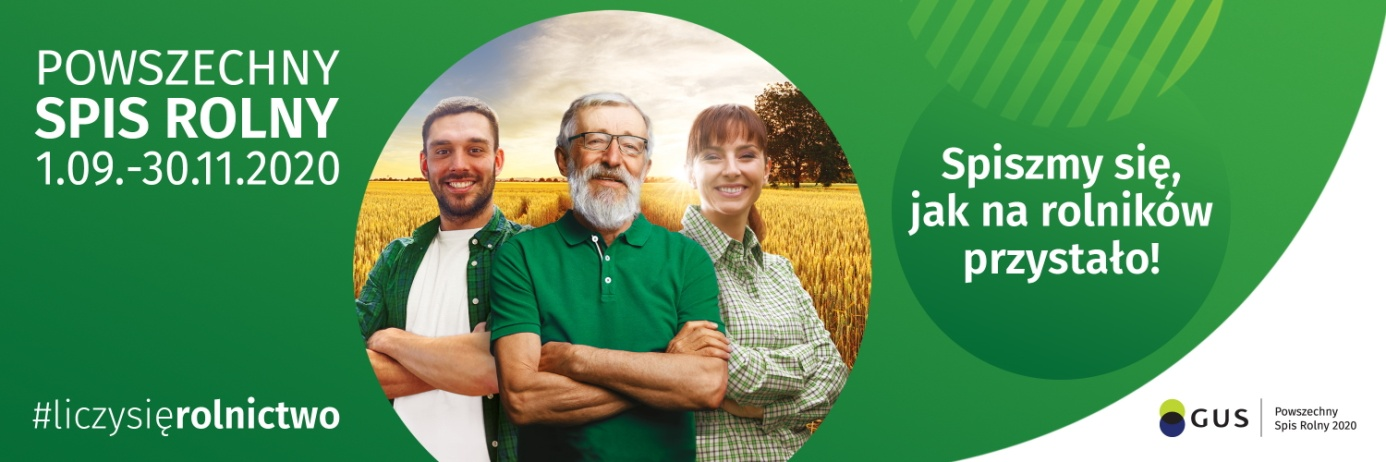 POWSZECHNY
SPIS ROLNY
1.09.-30.11.2020
#liczysięrolnictwo
Spiszmy się,
jak na rolników
przystało!
GUS
Powszechny
Spis Rolny 2020